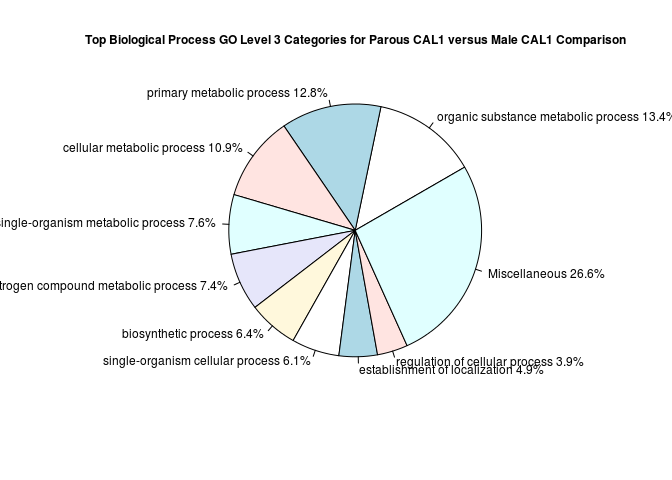 Top Biological Process GO Level 3 Categories for Parous CAL1 versus Male CAL1 Comparison
primary metabolic process 12.8%
organic substance metabolic process 13.4%
cellular metabolic process 10.9%
single-organism metabolic process 7.6%
Miscellaneous 26.6%
trogen compound metabolic process 7.4%
biosynthetic process 6.4%
single-organism cellular process 6.1%
regulation of cellular process 3.9%
establishment of localization 4.9%